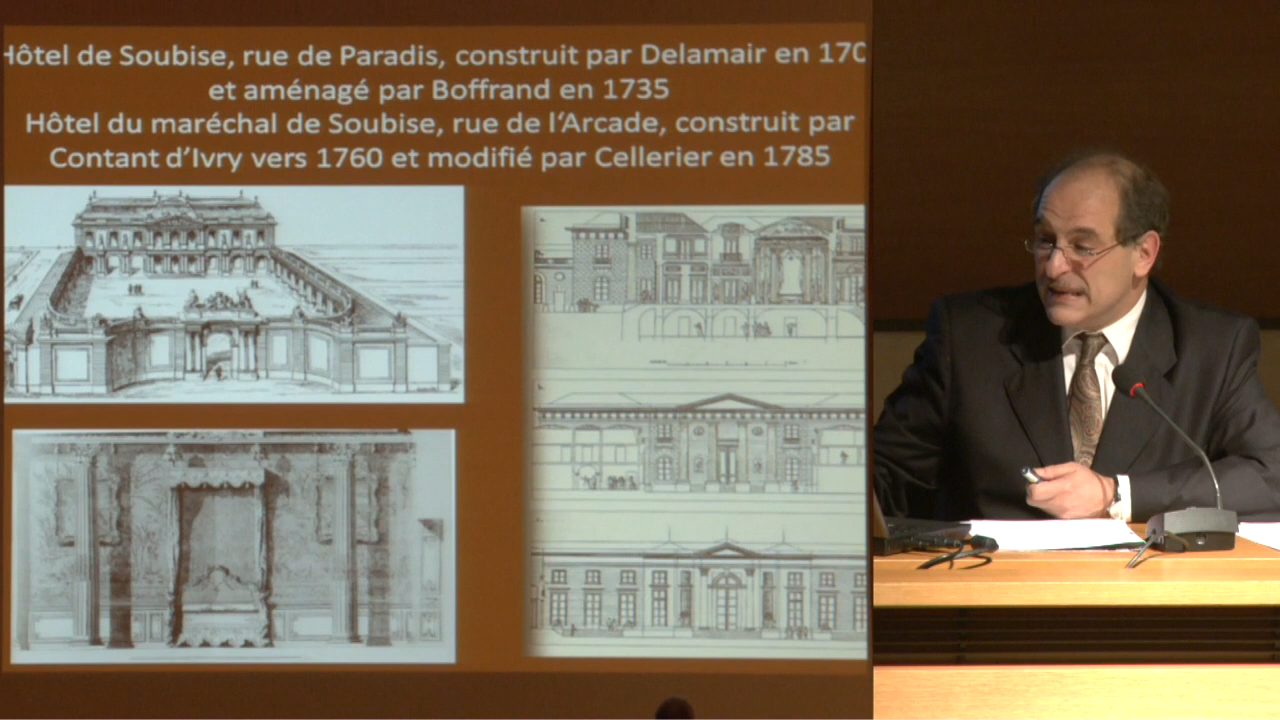 Hôtel de Soubise, rue de Paradis, construit par Delamair en 170
et aménagé par Boffrand en 1735
Hôtel du maréchal de Soubise, rue de l‘Arcade, construit par
Contant d’Ivry vers 1760 et modifié par Cellerier en 1785